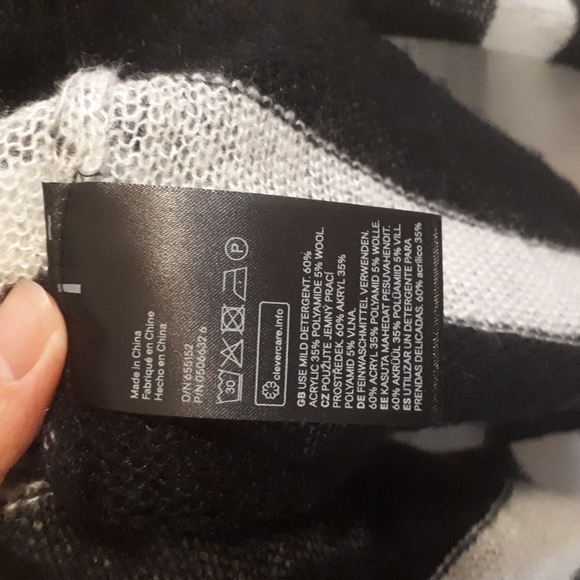 Made in China
Fabriqué en Chine
Hecho en China
O/N 655152
P/N 05066326
30
P
clevercare.info
GB USE MILD DETERGENT. 60%
ACRYLIC 35% POLYAMIDE 5% WOOL.
CZ POUŽIJTE JEMNÝ PRACÍ
PROSTŘEDEK. 60% AKRYL 35%
POLYAMID 5% VLNA.
DE FEINWASCHMITTEL VERWENDEN.
60% ACRYL 35% POLYAMID 5% WOLLE.
EE KASUTA MAHEDAT PESUVAHENDIT.
60% AKRÜÜL 35% POLÜAMIID 5% VILL
ES UTILIZAR UN DETERGENTE PARA
PRENDAS DELICADAS. 60% acrílico 35%